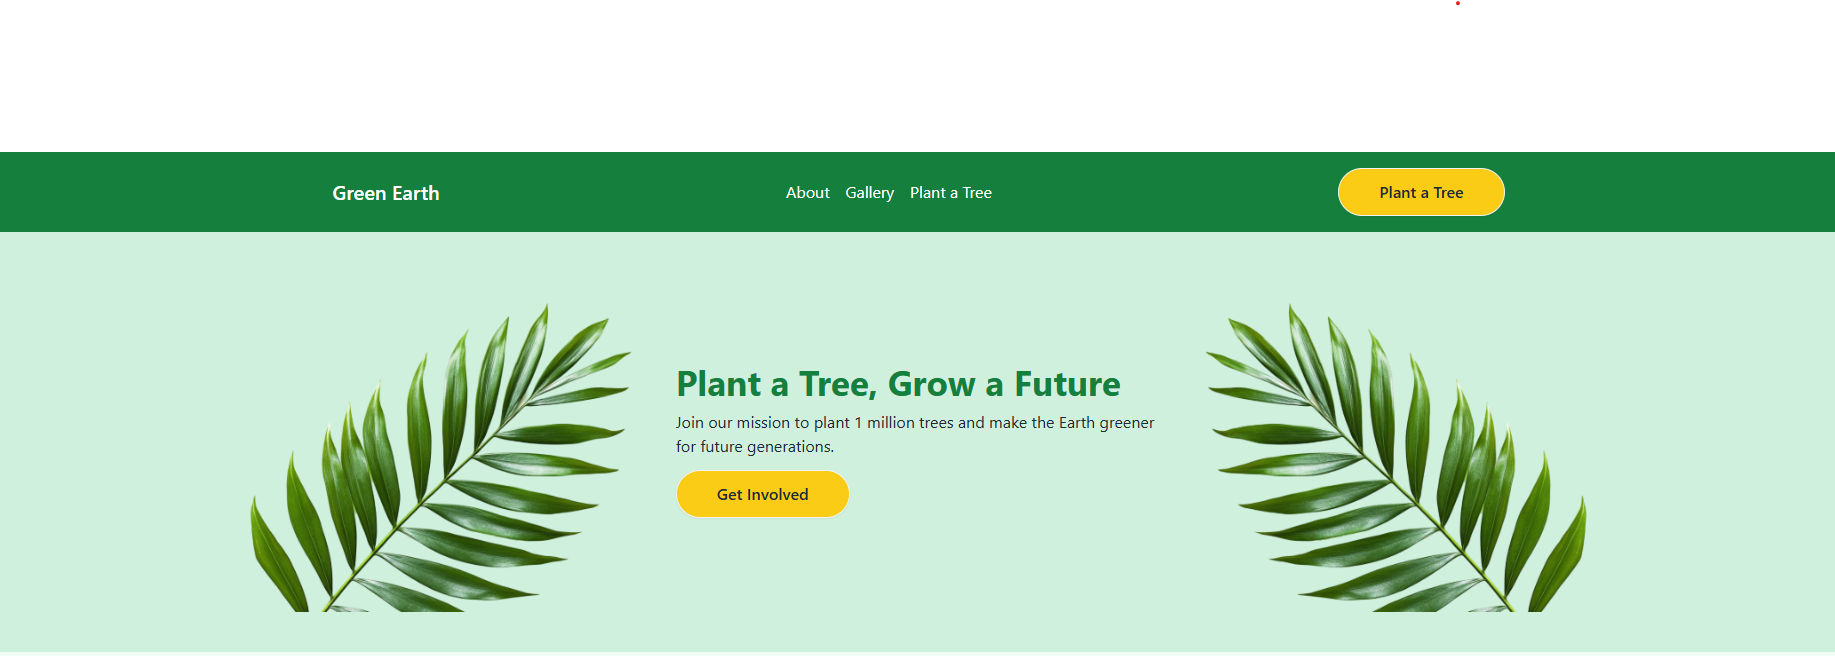 Green Earth
About Gallery Plant a Tree
Plant a Tree
Plant a Tree, Grow a Future
Join our mission to plant 1 million trees and make the Earth greener
for future generations.
Get Involved